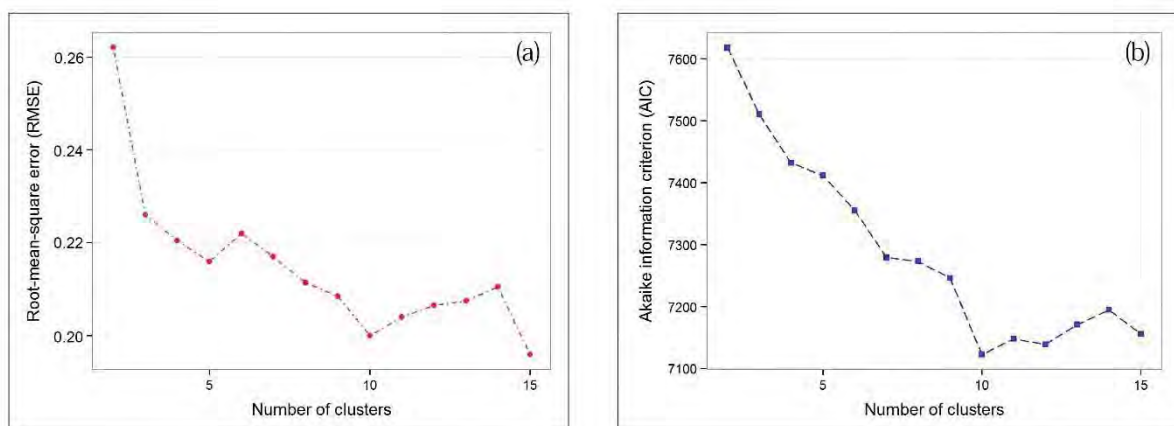 (a)
Root-mean-square error (RMSE)
0.26
0.24
0.22
0.20
5
10
15
Number of clusters
(b)
Akaike information criterion (AIC)
7600
7500
7400
7300
7200
7100
5
10
15
Number of clusters